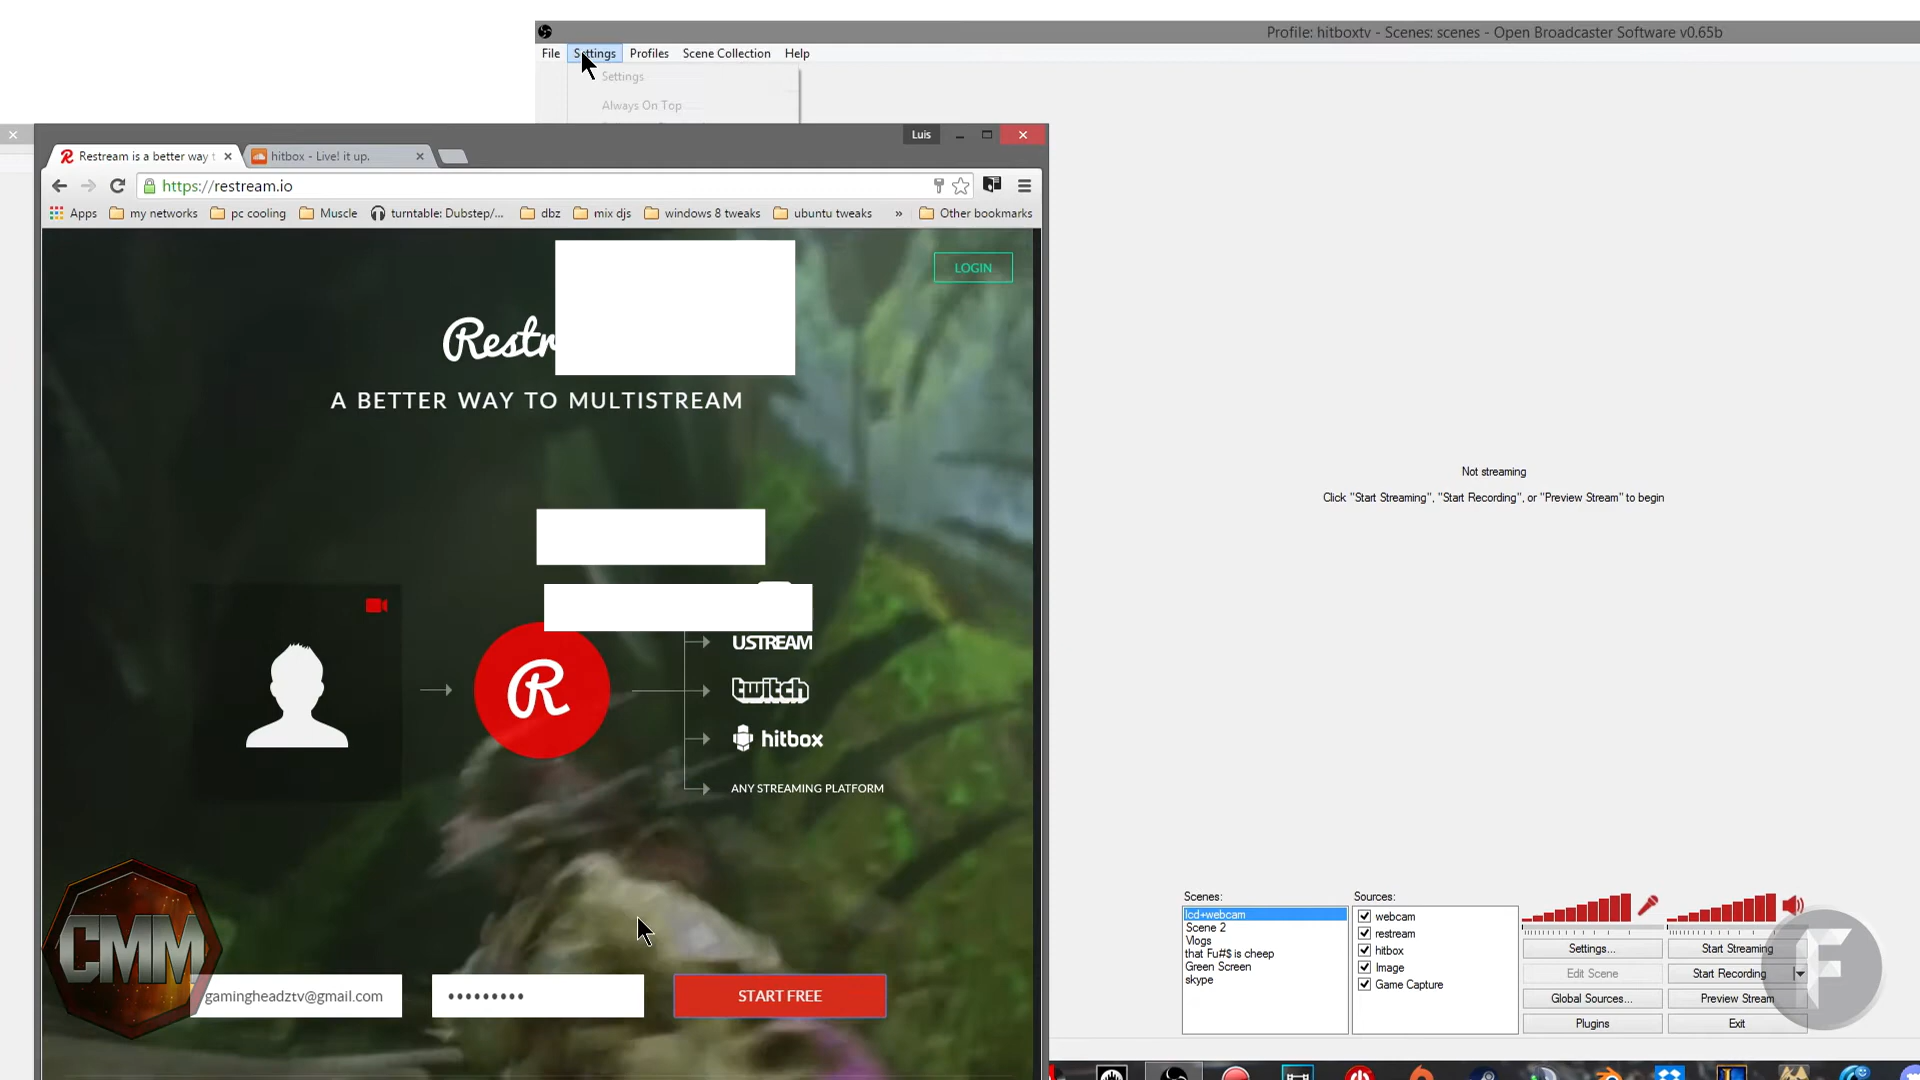 Profile: hitboxtv - Scenes: scenes - Open Broadcaster Software v0.65b
File Settings Profiles Scene Collection Help
Settings
Always On Top
Luis
Restream is a better way t
hitbox - Live! it up.
https://restream.io
Apps my networks pc cooling Muscle turntable: Dubstep/... dbz mix djs windows 8 tweaks ubuntu tweaks » Other bookmarks
LOGIN
Restr
A BETTER WAY TO MULTISTREAM
R
USTREAM
twitch
hitbox
ANY STREAMING PLATFORM
CMM
gamingheadztv@gmail.com
START FREE
Not streaming
Click "Start Streaming", "Start Recording", or "Preview Stream" to begin
Scenes:
lcd+webcam
Scene 2
Vlogs
that Fu#$ is cheep
Green Screen
skype
Sources:
webcam
restream
hitbox
Image
Game Capture
Settings...
Start Streaming
Edit Scene
Start Recording
Global Sources...
Preview Stream
Plugins
Exit
F